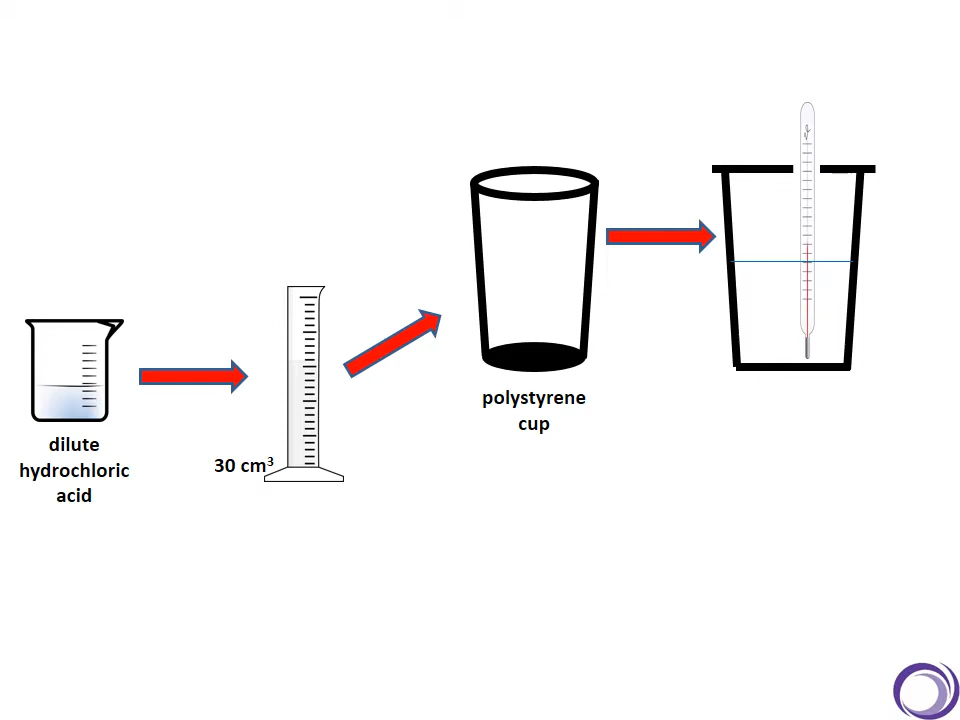 dilute
hydrochloric
acid
30 cm³
polystyrene
cup